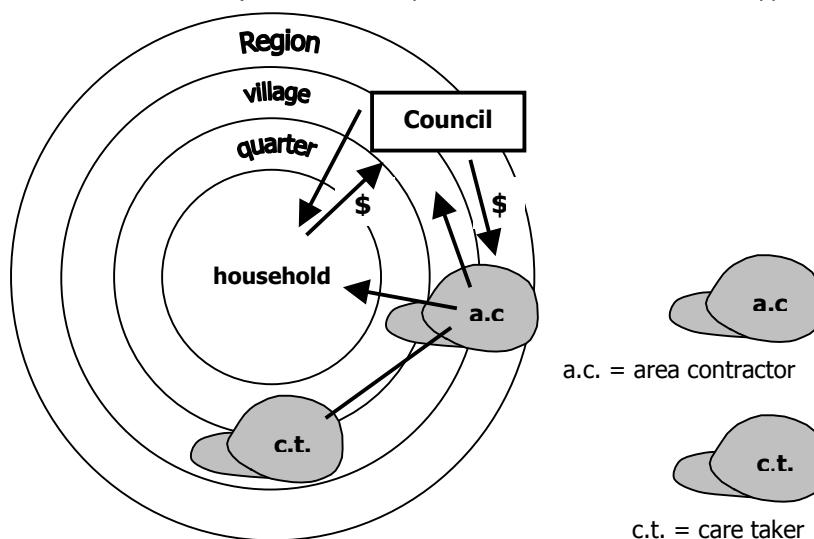 Region
village
Council
quarter
$
$
household
a.c
a.c
a.c. = area contractor
c.t.
c.t.
c.t. = care taker